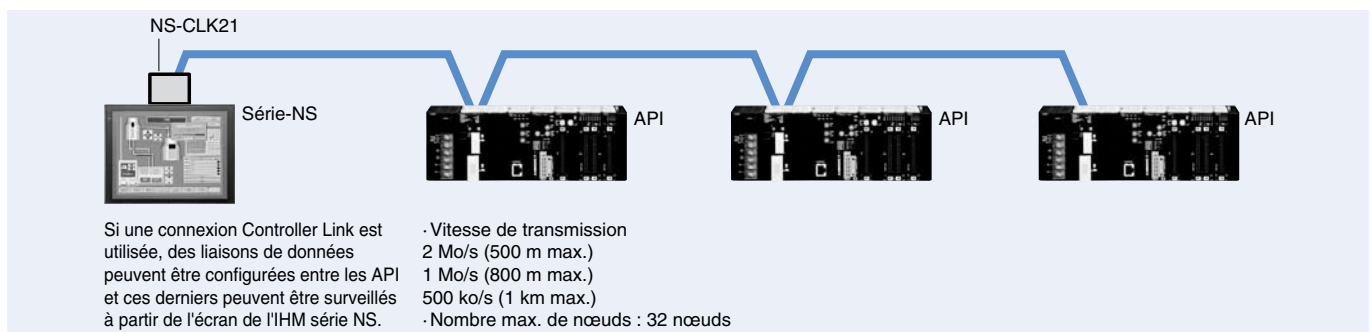 NS-CLK21
Série-NS
API
API
API
Si une connexion Controller Link est
utilisée, des liaisons de données
peuvent être configurées entre les API
et ces derniers peuvent être surveillés
à partir de l'écran de l'IHM série NS.
· Vitesse de transmission
2 Mo/s (500 m max.)
1 Mo/s (800 m max.)
500 ko/s (1 km max.)
· Nombre max. de nœuds : 32 nœuds